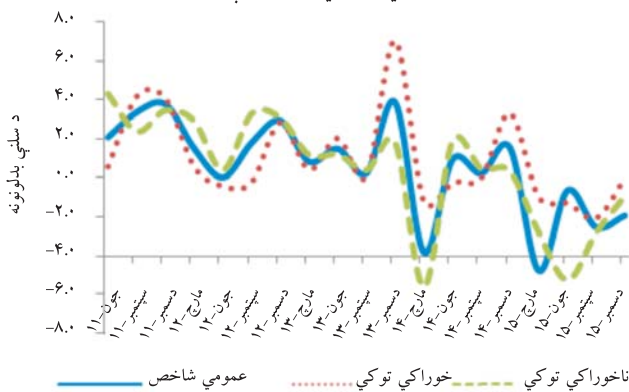 ۸.۰
۶.۰
۴.۰
۲.۰
۰.۰
-۲.۰
-۴.۰
-۶.۰
-۸.۰
د سلنې بدلونونه
جون-۱۱
سپتمبر-۱۱
دسمبر-۱۱
مارچ-۱۲
جون-۱۲
سپتمبر-۱۲
دسمبر-۱۲
مارچ-۱۳
جون-۱۳
سپتمبر-۱۳
دسمبر-۱۳
مارچ-۱۴
جون-۱۴
سپتمبر-۱۴
دسمبر-۱۴
مارچ-۱۵
جون-۱۵
سپتمبر-۱۵
دسمبر-۱۵
ناخوراکي توکي خوراکي توکي عمومي شاخص